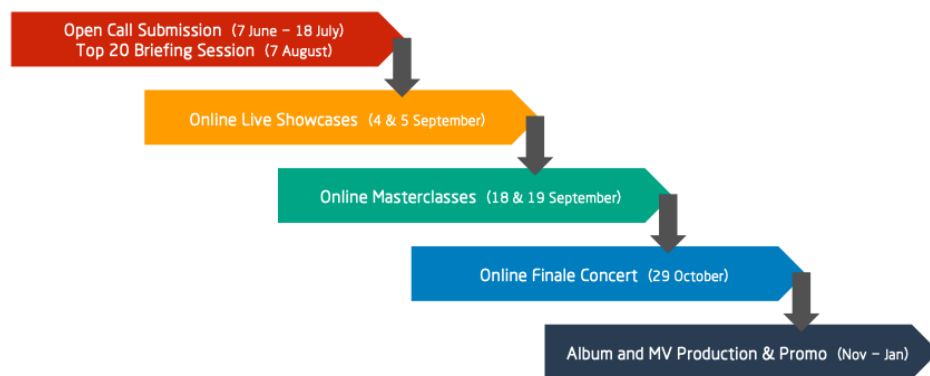 Open Call Submission (7 June – 18 July)
Top 20 Briefing Session (7 August)
Online Live Showcases (4 & 5 September)
Online Masterclasses (18 & 19 September)
Online Finale Concert (29 October)
Album and MV Production & Promo (Nov – Jan)